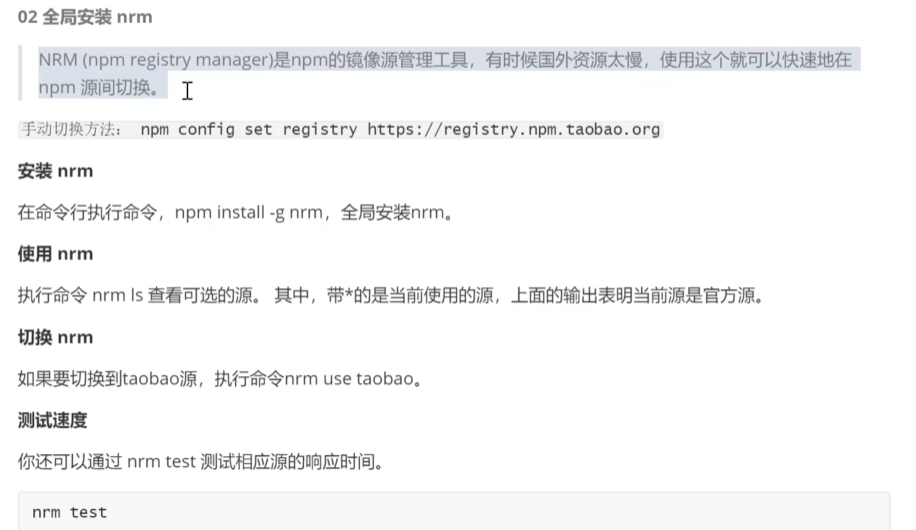 02 全局安装 nrm
NRM (npm registry manager)是npm的镜像源管理工具，有时候国外资源太慢，使用这个就可以快速地在
npm 源间切换。
手动切换方法： npm config set registry https://registry.npm.taobao.org
安装 nrm
在命令行执行命令，npm install -g nrm，全局安装nrm。
使用 nrm
执行命令 nrm ls 查看可选的源。 其中，带*的是当前使用的源，上面的输出表明当前源是官方源。
切换 nrm
如果要切换到taobao源，执行命令nrm use taobao。
测试速度
你还可以通过 nrm test 测试相应源的响应时间。
nrm test